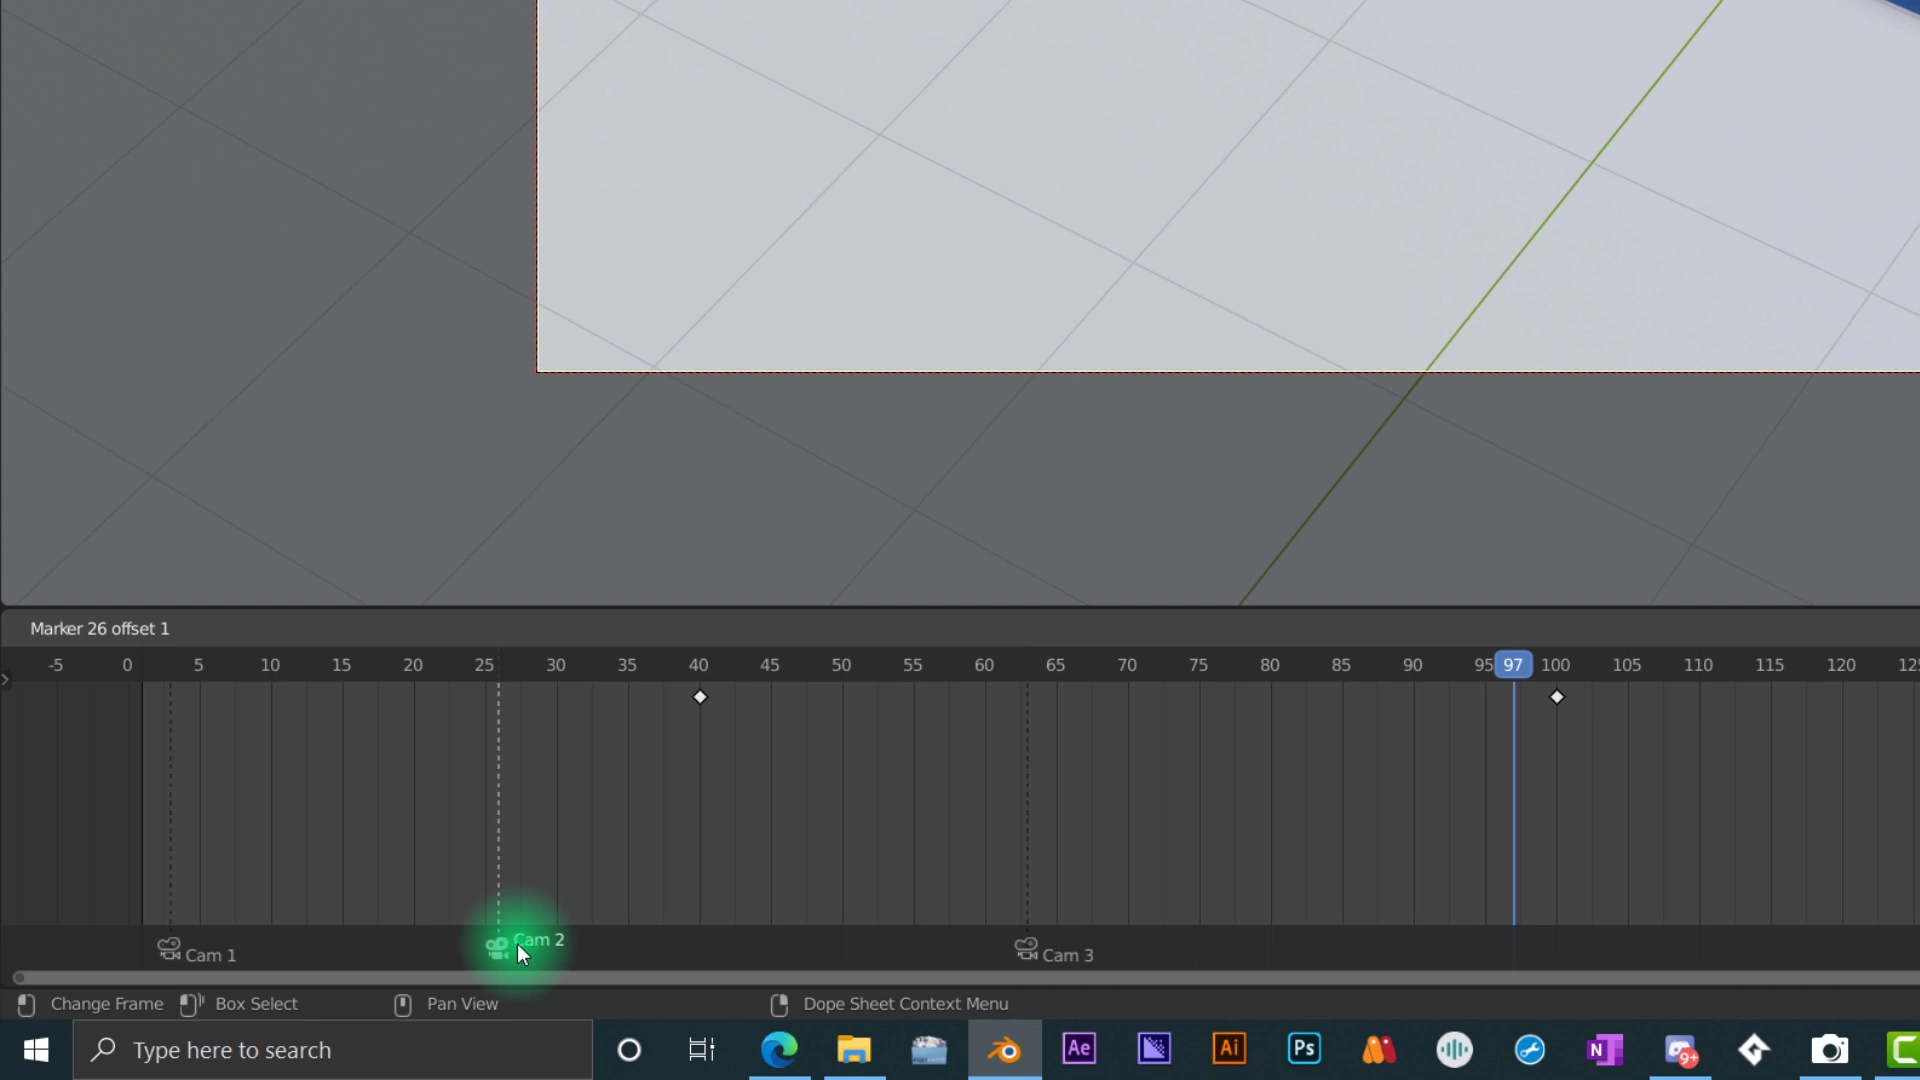 Marker 26 offset 1
-5 0 5 10 15 20 25 30 35 40 45 50 55 60 65 70 75 80 85 90 95 97 100 105 110 115 120
Cam 1 Cam 2 Cam 3
Change Frame Box Select Pan View Dope Sheet Context Menu
Type here to search Ae Ai Ps N 9+